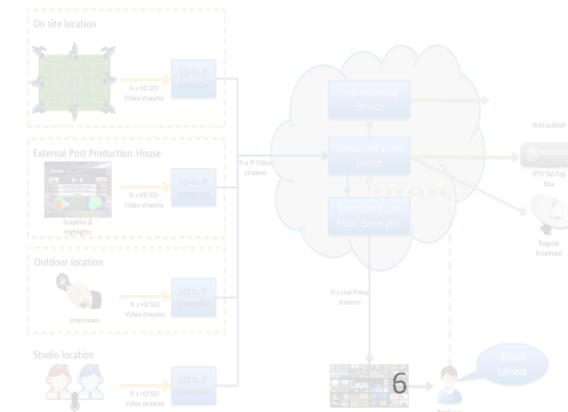 On site location
N x HD SDI
Video streams
SDI to IP
converter
External Post Production House
N x HD SDI
Video streams
SDI to IP
converter
Graphics &
Highlights
Outdoor location
N x HD SDI
Video streams
SDI to IP
converter
Interviews
Studio location
N x HD SDI
Video streams
SDI to IP
converter
N x IP Video
streams
Live Streaming
Service
Switch
Proxy Generator
Web publish
IPTV Set Top
Box
Regular
Broadcast
N x Live Proxy
streams
6
Select
camera